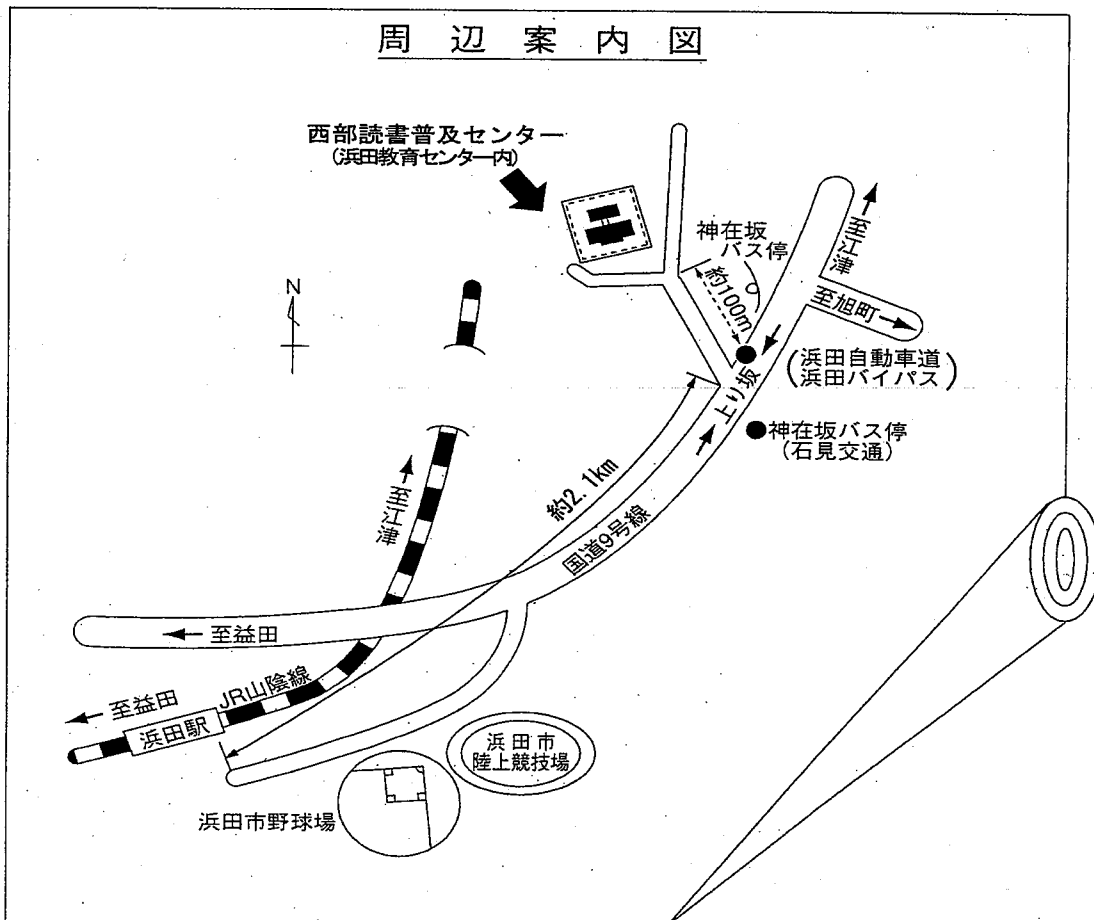 周辺案内図
西部読書普及センター
(浜田教育センター内)
N
神在坂
バス停
約100m
至江津
至旭町
(浜田自動車道
浜田バイパス)
上り坂
神在坂バス停
(石見交通)
約2.1km
国道9号線
至江津
至益田
JR山陰線
至益田
浜田駅
浜田市
陸上競技場
浜田市野球場